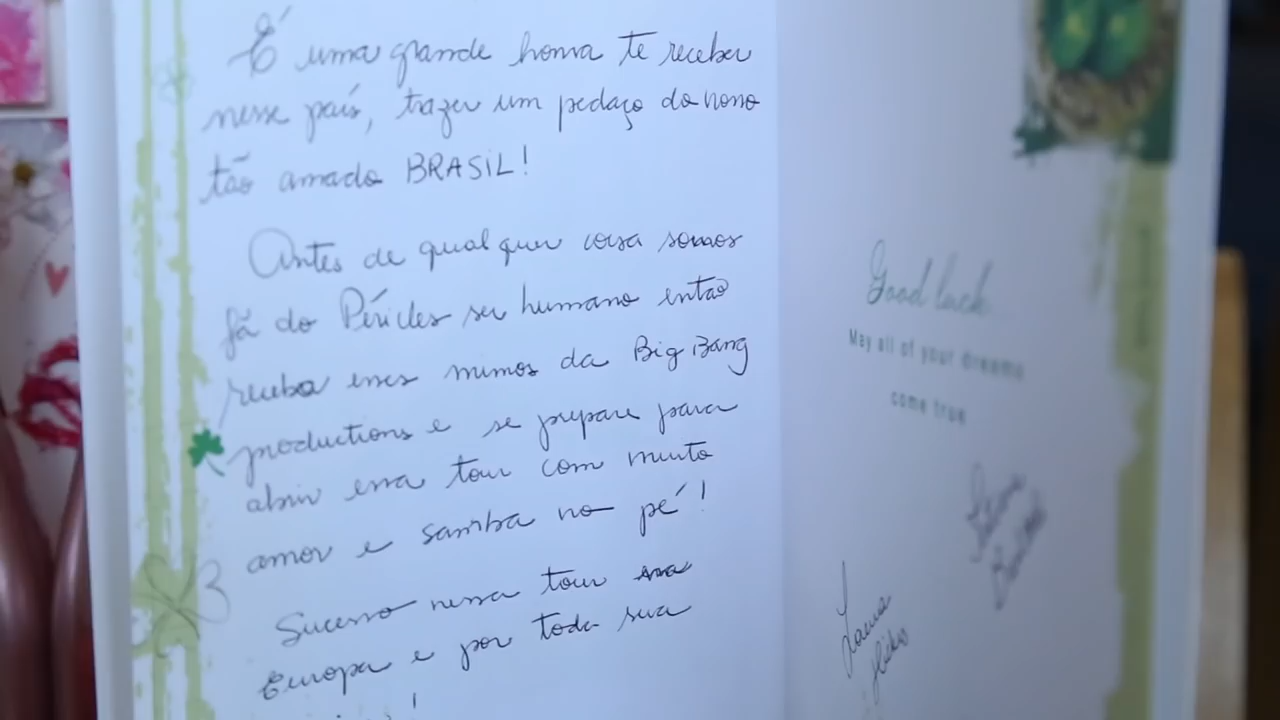 É uma grande honra te receber
nesse país, trazer um pedaço do nosso
tão amado BRASIL!
Antes de qualquer coisa somos
fã do Péricles ser humano então
receba esses mimos da Big Bang
productions e se prepare para
abrir essa tour com muito
amor e samba no pé!
Sucesso nessa tour
Europa e por toda sua
Good luck
May all of your dreams
come true